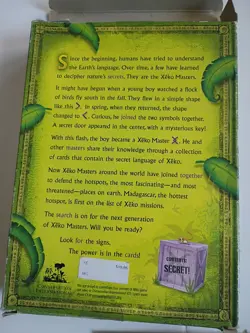 Since the beginning, humans have tried to understand
the Earth's language. Over time, a few have learned
to decipher nature's secrets. They are the Xēko Masters.
It might have begun when a young boy watched a flock
of birds fly south in the fall. They flew in a simple shape
like this >. In spring, when they returned, the shape
changed to <. Curious, he joined the two symbols together.
A secret door appeared in the center, with a mysterious key!
With this flash, the boy became a Xēko Master X. He and
other masters share their knowledge through a collection
of cards that contain the secret language of Xēko.
Now Xēko Masters around the world have joined together
to defend the hotspots, the most fascinating—and most
threatened—places on earth. Madagascar, the hottest
hotspot, is first on the list of Xēko missions.
The search is on for the next generation
of Xēko Masters. Will you be ready?
Look for the signs.
The power is in the cards!
CONTENTS:
SECRET!